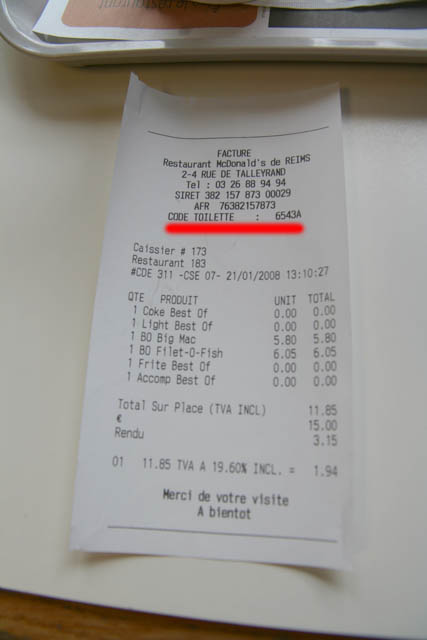 FACTURE
Restaurant McDonald's de REIMS
2-4 RUE DE TALLEYRAND
Tel : 03 26 88 94 94
SIRET 382 157 873 00029
AFR 76382157873
CODE TOILETTE : 6543A
Caissier # 173
Restaurant 183
#CDE 311 -CSE 07- 21/01/2008 13:10:27
QTE PRODUIT UNIT TOTAL
1 Coke Best Of 0.00 0.00
1 Light Best Of 0.00 0.00
1 BO Big Mac 5.80 5.80
1 BO Filet-O-Fish 6.05 6.05
1 Frite Best Of 0.00 0.00
1 Accomp Best Of 0.00 0.00
Total Sur Place (TVA INCL) 11.85
€ 15.00
Rendu 3.15
01 11.85 TVA A 19.60% INCL. = 1.94
Merci de votre visite
A bientot